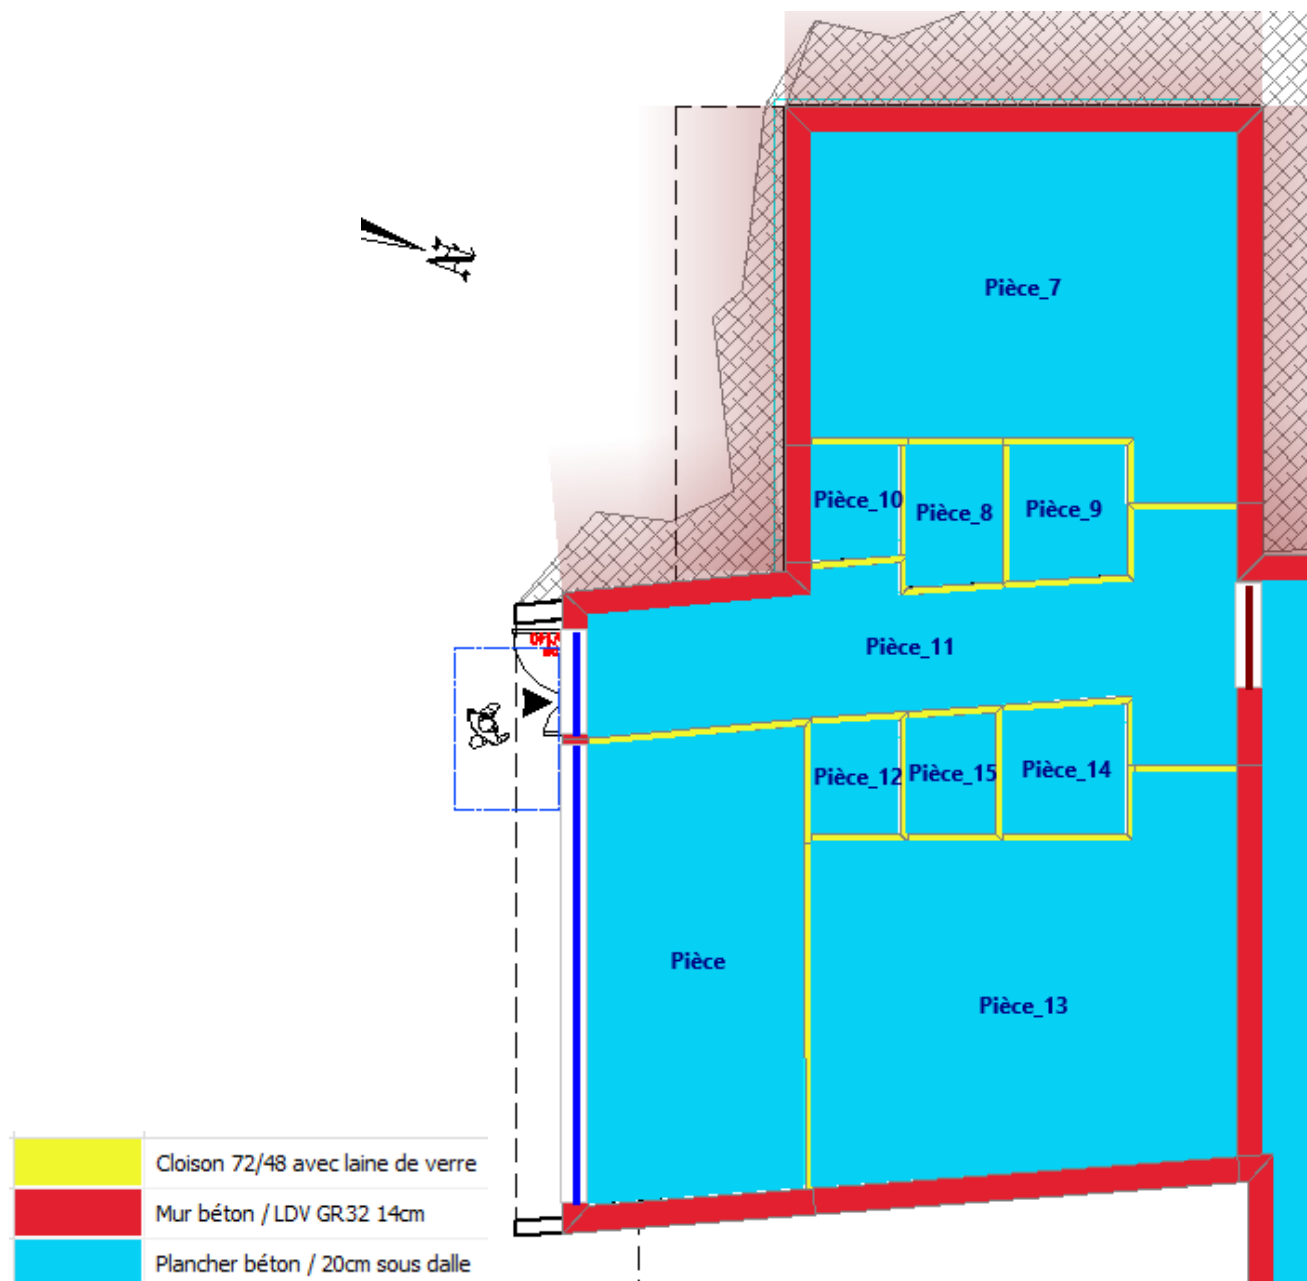 Pièce_7
Pièce_10
Pièce_8
Pièce_9
Pièce_11
Pièce_12
Pièce_15
Pièce_14
Pièce
Pièce_13
Cloison 72/48 avec laine de verre
Mur béton / LDV GR32 14cm
Plancher béton / 20cm sous dalle